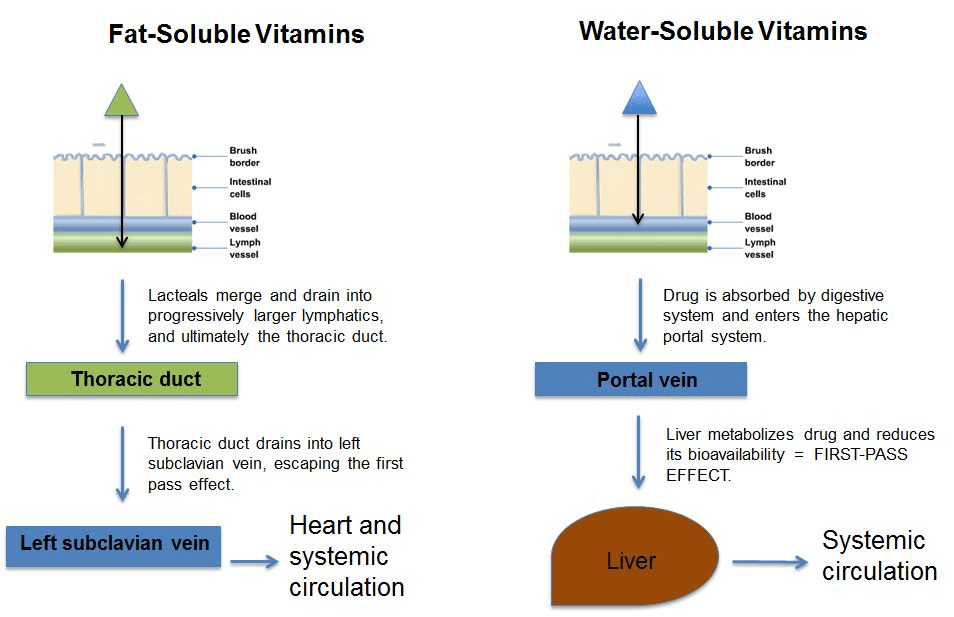 Fat-Soluble Vitamins
Brush
border
Intestinal
cells
Blood
vessel
Lymph
vessel
Lacteals merge and drain into
progressively larger lymphatics,
and ultimately the thoracic duct.
Thoracic duct
Thoracic duct drains into left
subclavian vein, escaping the first
pass effect.
Left subclavian vein
Heart and
systemic
circulation
Water-Soluble Vitamins
Brush
border
Intestinal
cells
Blood
vessel
Lymph
vessel
Drug is absorbed by digestive
system and enters the hepatic
portal system.
Portal vein
Liver metabolizes drug and reduces
its bioavailability = FIRST-PASS
EFFECT.
Liver
Systemic
circulation